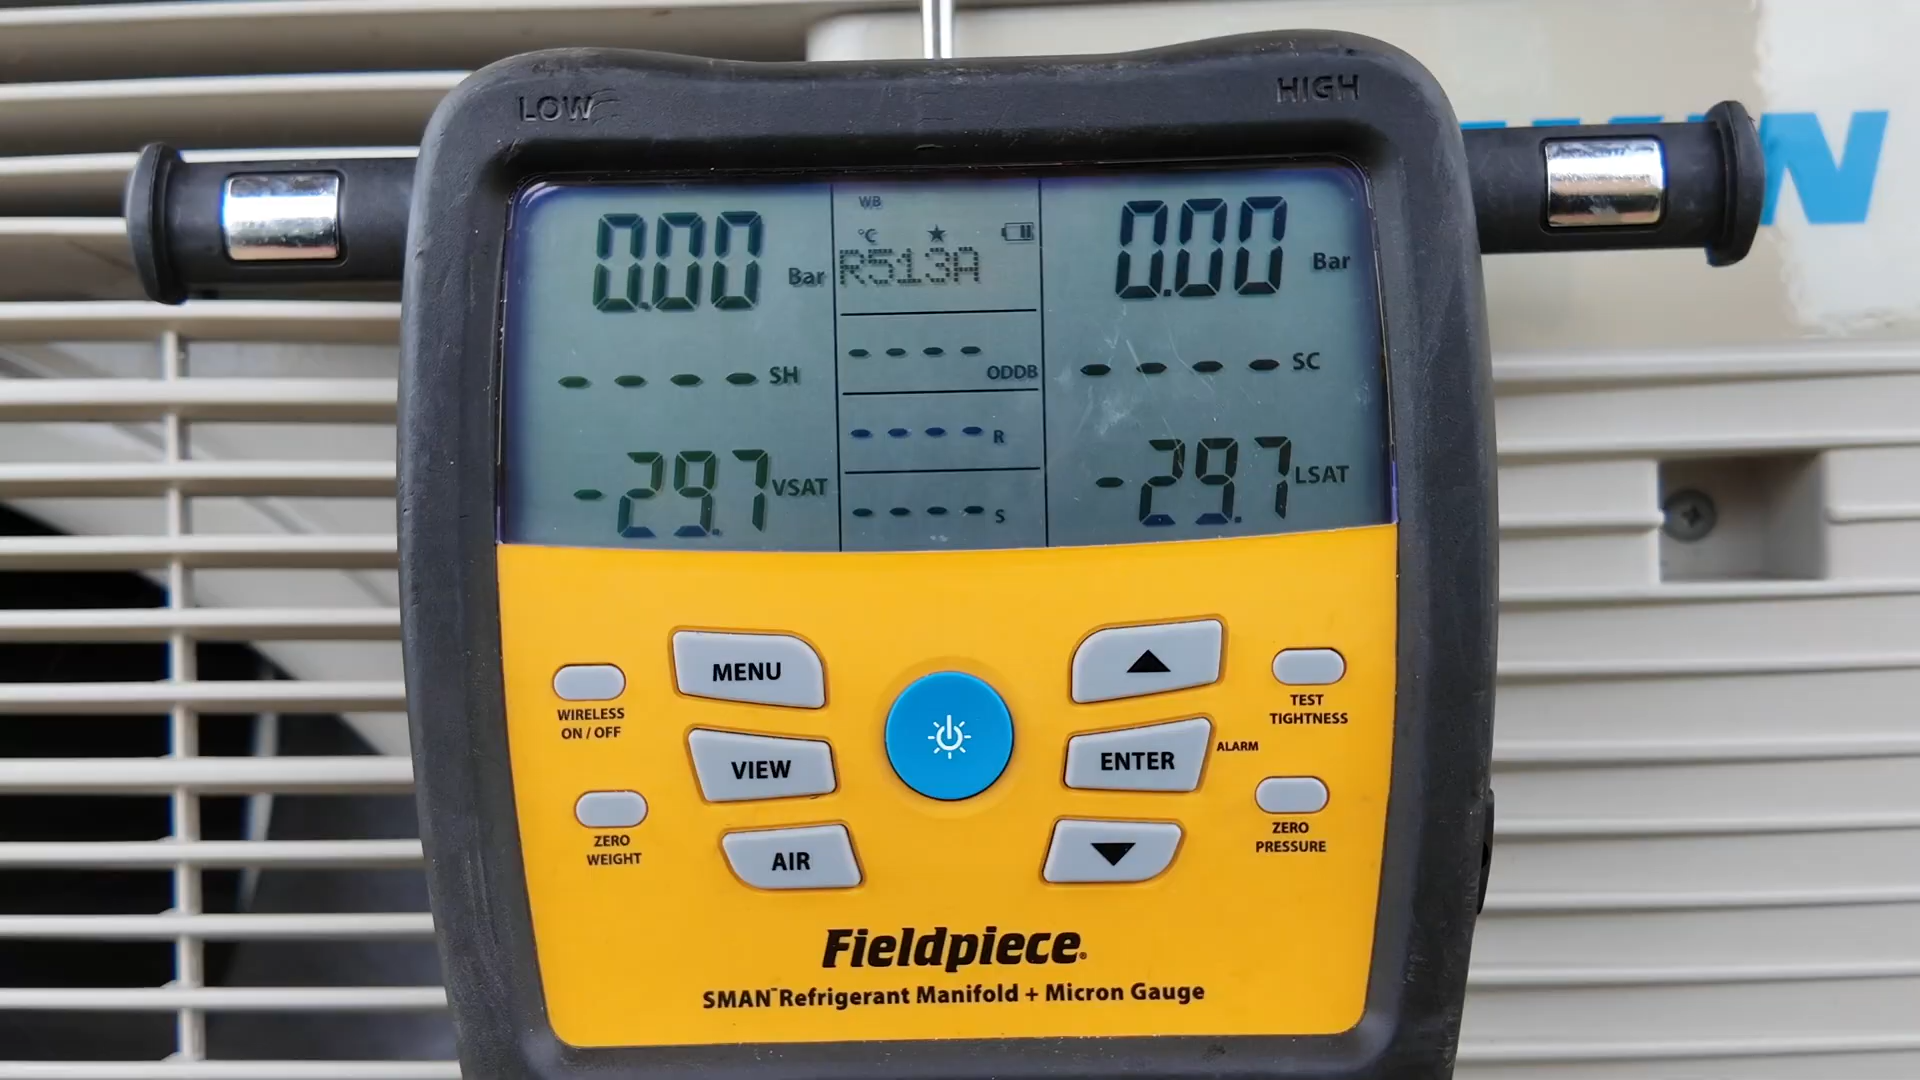 LOW
HIGH
0.00 Bar
WB
°C
R513A
0.00 Bar
- - - - SH
- - - - ODDB
- - - - SC
- - - - R
-29.7 VSAT
- - - - S
-29.7 LSAT
MENU
WIRELESS
ON / OFF
VIEW
ZERO
WEIGHT
AIR
TEST
TIGHTNESS
ENTER
ALARM
ZERO
PRESSURE
Fieldpiece®
SMAN™ Refrigerant Manifold + Micron Gauge